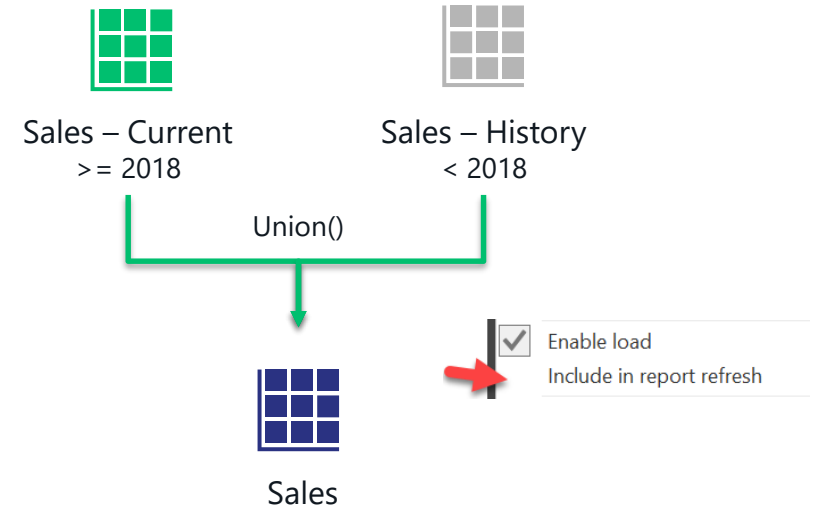 Sales – Current
>= 2018
Sales – History
< 2018
Union()
Enable load
Include in report refresh
Sales